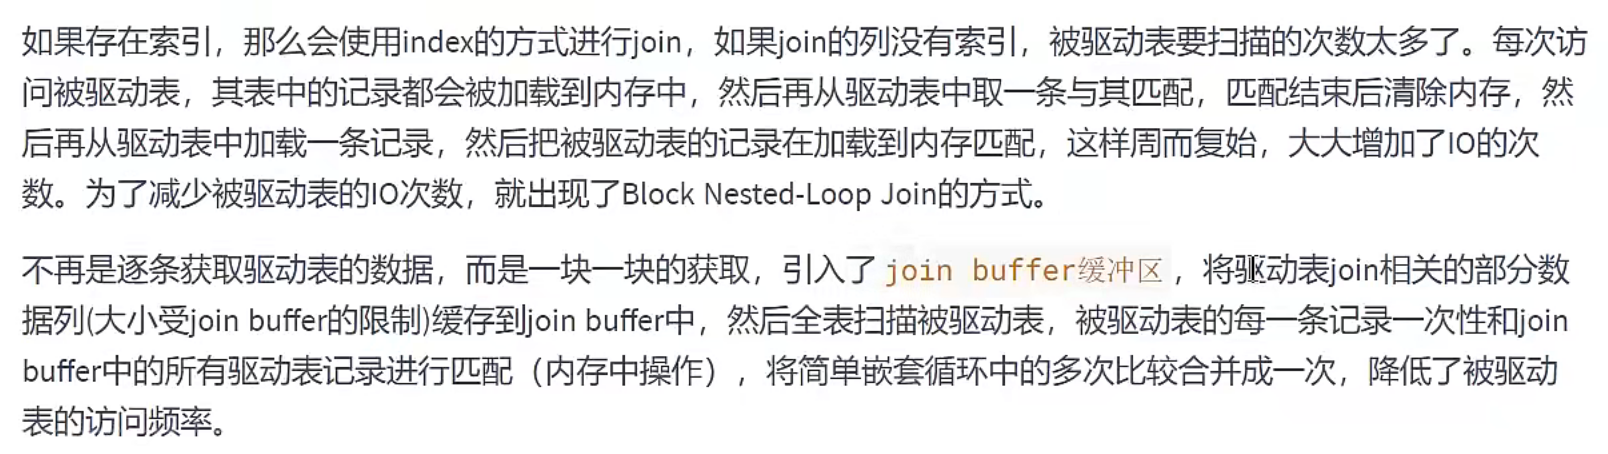 如果存在索引，那么会使用index的方式进行join，如果join的列没有索引，被驱动表要扫描的次数太多了。每次访
问被驱动表，其表中的记录都会被加载到内存中，然后再从驱动表中取一条与其匹配，匹配结束后清除内存，然
后再从驱动表中加载一条记录，然后把被驱动表的记录在加载到内存匹配，这样周而复始，大大增加了IO的次
数。为了减少被驱动表的IO次数，就出现了Block Nested-Loop Join的方式。
不再是逐条获取驱动表的数据，而是一块一块的获取，引入了 join buffer缓冲区 ，将驱动表join相关的部分数
据列(大小受join buffer的限制)缓存到join buffer中，然后全表扫描被驱动表，被驱动表的每一条记录一次性和join
buffer中的所有驱动表记录进行匹配（内存中操作），将简单嵌套循环中的多次比较合并成一次，降低了被驱动
表的访问频率。